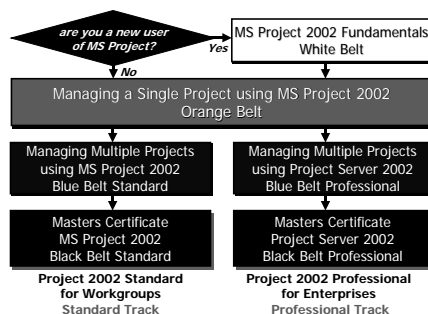 are you a new user
of MS Project?
Yes
MS Project 2002 Fundamentals
White Belt
No
Managing a Single Project using MS Project 2002
Orange Belt
Managing Multiple Projects
using MS Project 2002
Blue Belt Standard
Managing Multiple Projects
using Project Server 2002
Blue Belt Professional
Masters Certificate
MS Project 2002
Black Belt Standard
Masters Certificate
Project Server 2002
Black Belt Professional
Project 2002 Standard
for Workgroups
Standard Track
Project 2002 Professional
for Enterprises
Professional Track